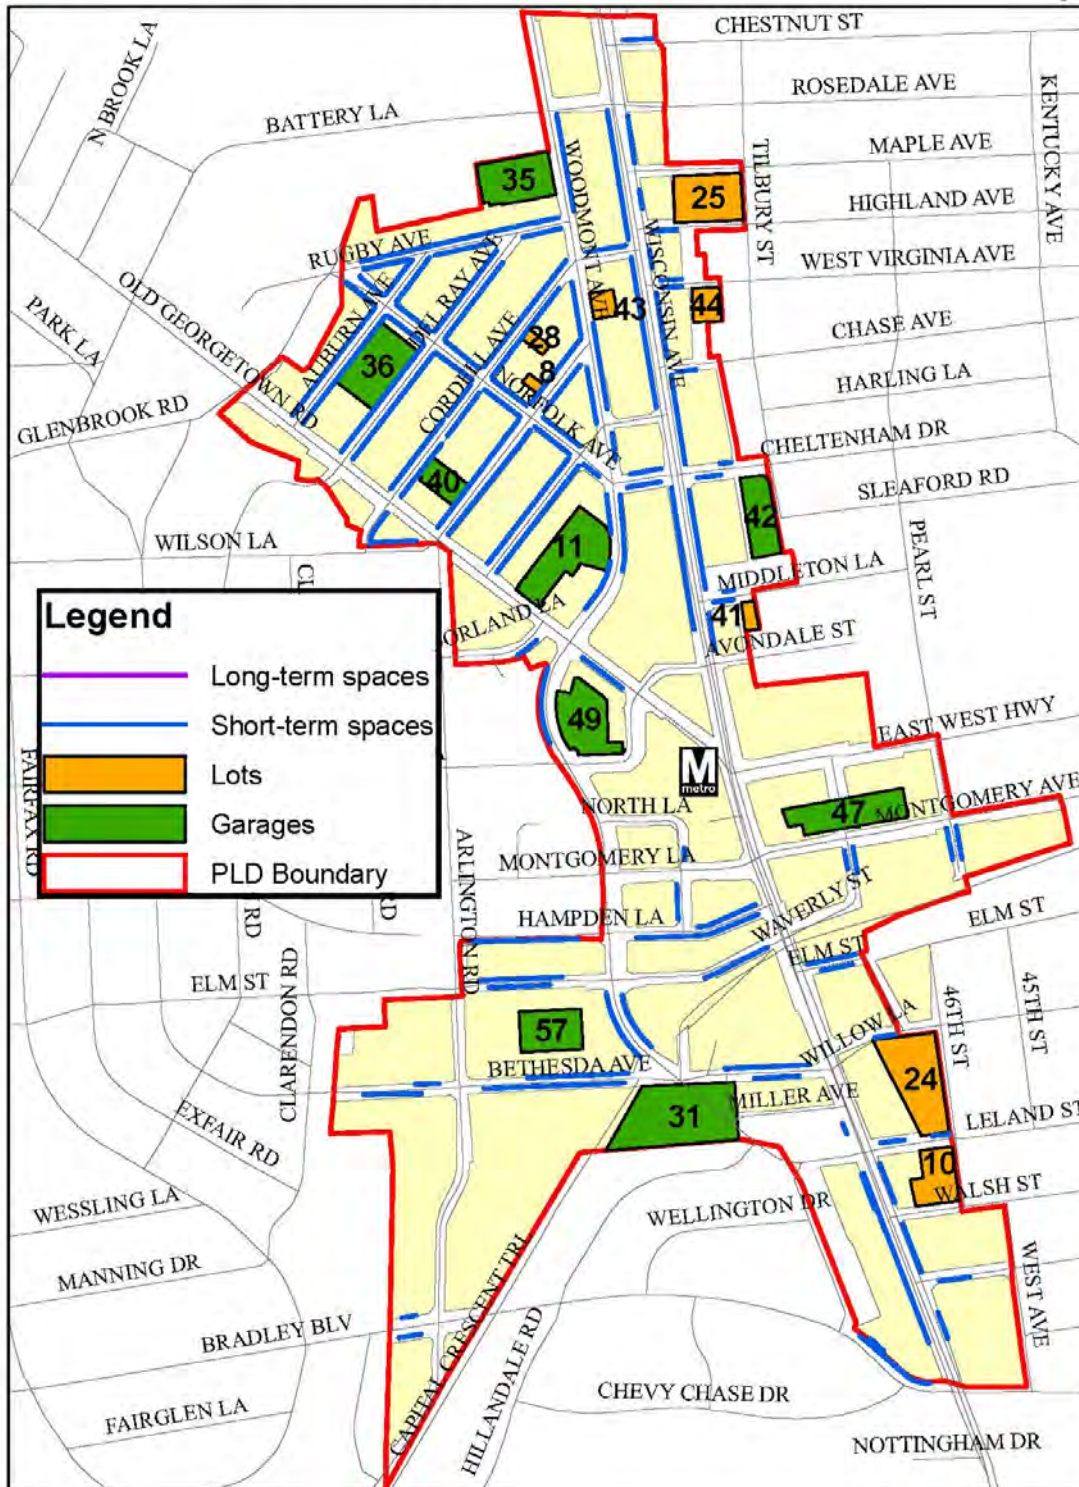 CHESTNUT ST
N BROOK LA
ROSEDALE AVE
KENTUCKY AVE
BATTERY LA
WOODMONT AVE
MAPLE AVE
TILBURY ST
35
25
HIGHLAND AVE
RUGBY AVE
WISCONSIN AVE
WEST VIRGINIA AVE
OLD GEORGETOWN RD
DEL RAY AVE
PARK LA
AUBURN AVE
43
44
CHASE AVE
28
36
CORDELL AVE
8
HARLING LA
GLENBROOK RD
NORFOLK AVE
CHELTENHAM DR
40
SLEAFORD RD
42
WILSON LA
11
PEARL ST
MIDDLETON LA
CL
Legend
ORLAND LA
41
AVONDALE ST
Long-term spaces
Short-term spaces
49
EAST WEST HWY
FAIRFAX RD
Lots
M
metro
NORTH LA
47
MONTGOMERY AVE
Garages
ARLINGTON RD
MONTGOMERY LA
PLD Boundary
RD
RD
HAMPDEN LA
WAVERLY ST
ELM ST
ELM ST
ELM ST
CLARENDON RD
46TH ST
45TH ST
57
WILLOW LA
BETHESDA AVE
24
MILLER AVE
31
LELAND ST
EXFAIR RD
10
WESSLING LA
WALSH ST
WELLINGTON DR
MANNING DR
CAPITAL CRESCENT TRL
WEST AVE
BRADLEY BLV
HILLANDALE RD
CHEVY CHASE DR
FAIRGLEN LA
NOTTINGHAM DR